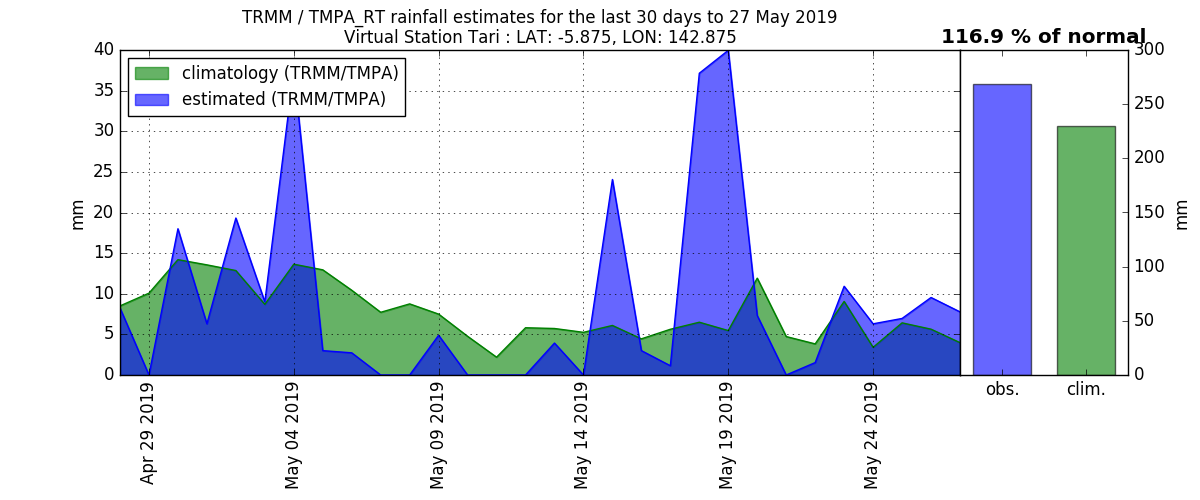 TRMM / TMPA_RT rainfall estimates for the last 30 days to 27 May 2019
Virtual Station Tari : LAT: -5.875, LON: 142.875
116.9 % of normal
climatology (TRMM/TMPA)
estimated (TRMM/TMPA)
40
35
30
25
20
15
10
5
0
mm
Apr 29 2019
May 04 2019
May 09 2019
May 14 2019
May 19 2019
May 24 2019
300
250
200
150
100
50
0
mm
obs.
clim.